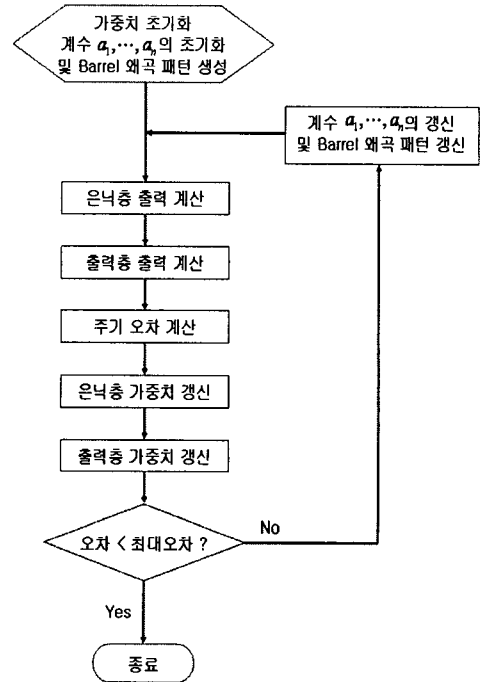 가중치 초기화
계수 a₁,⋯,aₙ의 초기화
및 Barrel 왜곡 패턴 생성
계수 a₁,⋯,aₙ의 갱신
및 Barrel 왜곡 패턴 갱신
은닉층 출력 계산
출력층 출력 계산
주기 오차 계산
은닉층 가중치 갱신
출력층 가중치 갱신
오차 < 최대오차 ?
No
Yes
종료